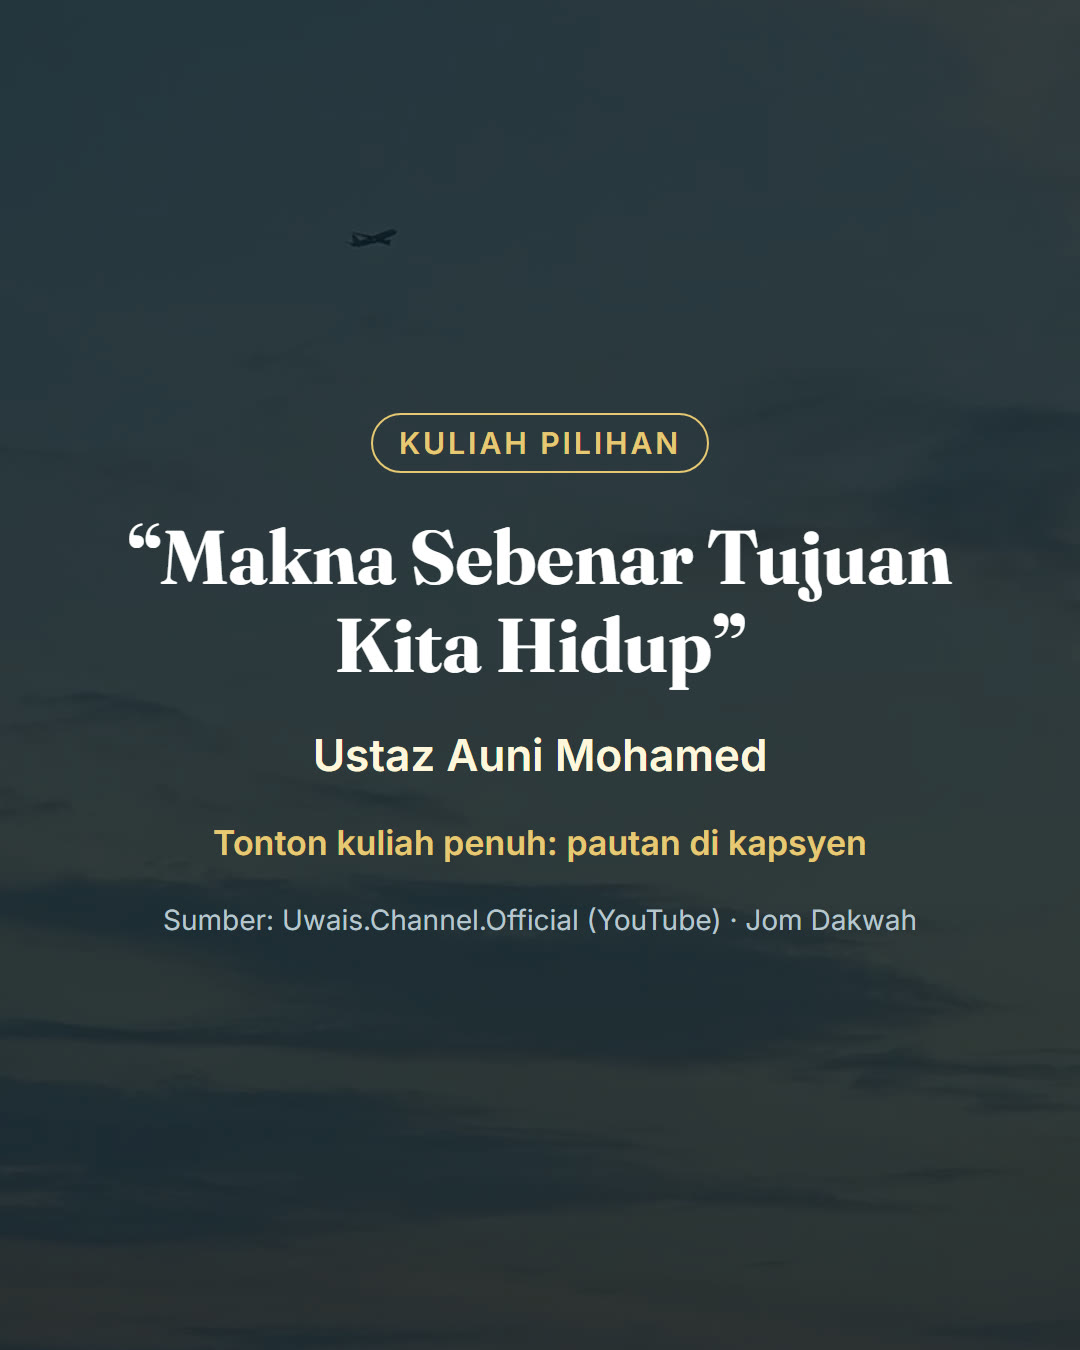 KULIAH PILIHAN
“Makna Sebenar Tujuan
Kita Hidup”
Ustaz Auni Mohamed
Tonton kuliah penuh: pautan di kapsyen
Sumber: Uwais.Channel.Official (YouTube) · Jom Dakwah